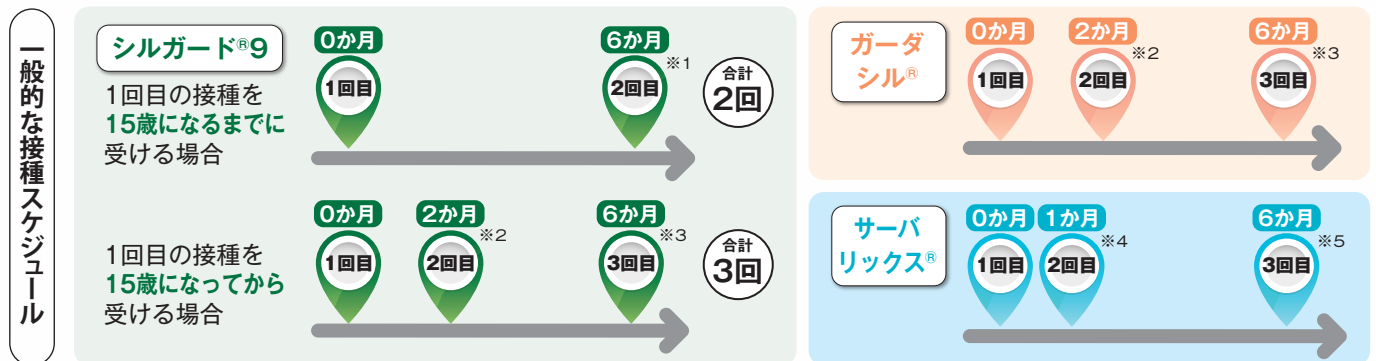 一般的な接種スケジュール
シルガード®9
1回目の接種を
15歳になるまでに
受ける場合
0か月
1回目
6か月
※1
2回目
合計
2回
1回目の接種を
15歳になってから
受ける場合
0か月
1回目
2か月
※2
2回目
6か月
※3
3回目
合計
3回
ガーダ
シル®
0か月
1回目
2か月
※2
2回目
6か月
※3
3回目
サーバ
リックス®
0か月
1回目
1か月
※4
2回目
6か月
※5
3回目